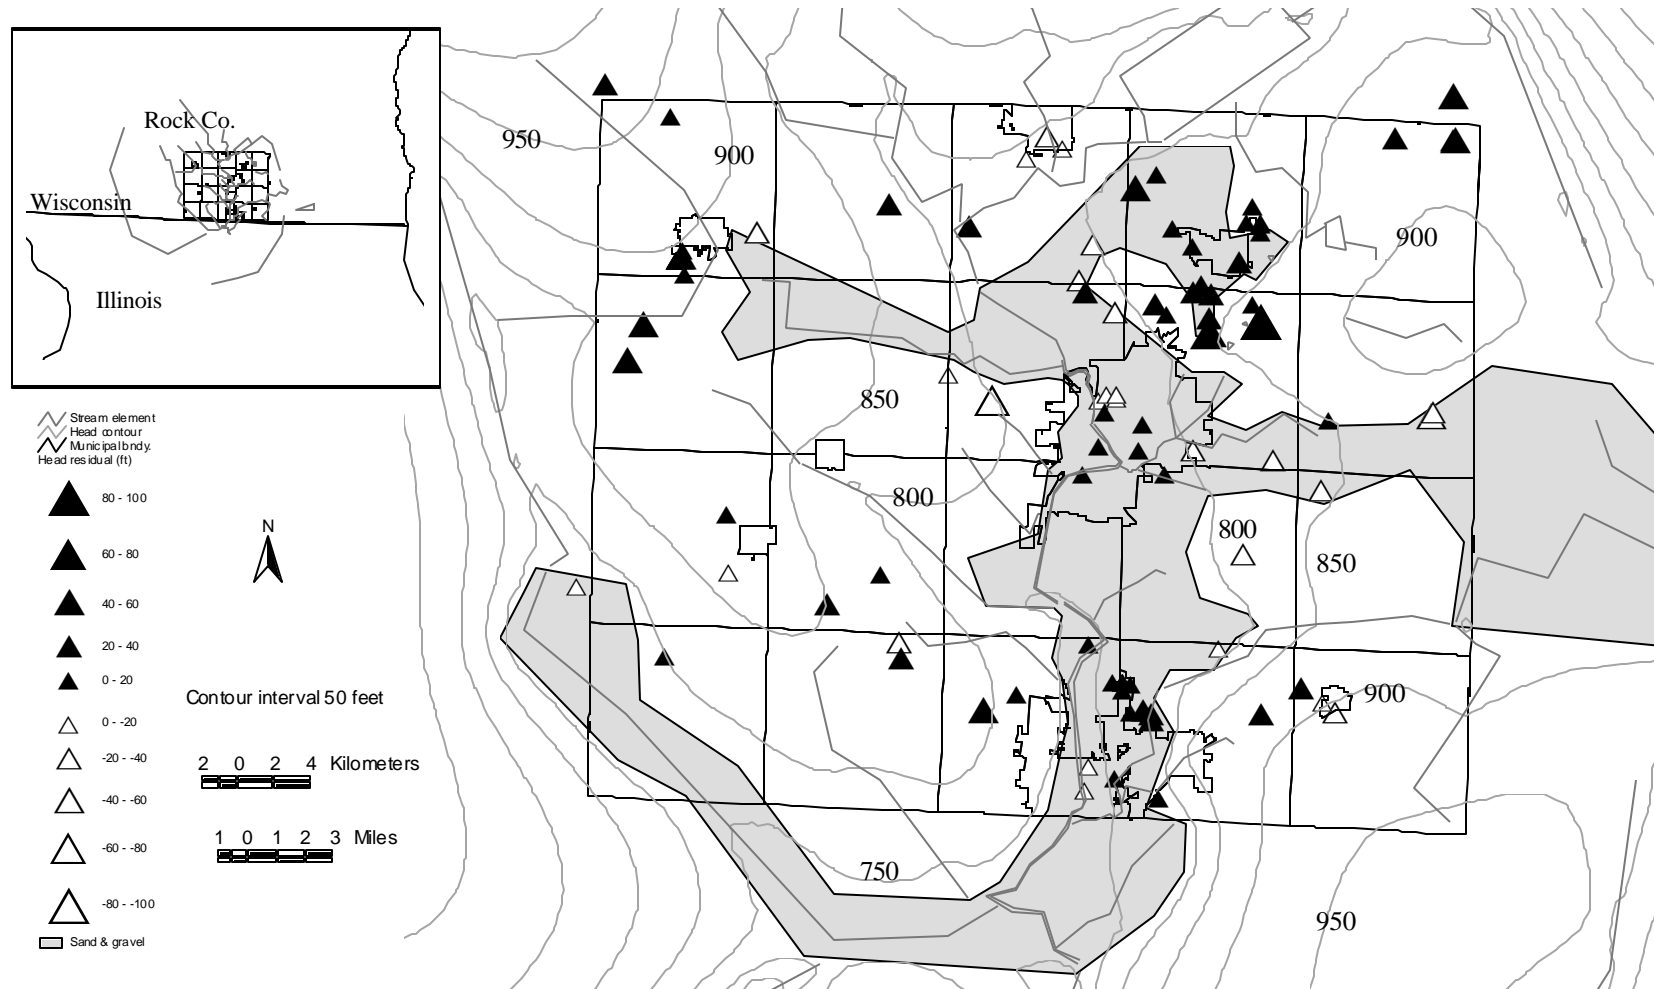 Rock Co.
Wisconsin
Illinois
Stream element
Head contour
Municipal bndy.
Head residual (ft)
80 - 100
60 - 80
40 - 60
20 - 40
0 - 20
0 - -20
-20 - -40
-40 - -60
-60 - -80
-80 - -100
Sand & gravel
N
Contour interval 50 feet
2 0 2 4 Kilometers
1 0 1 2 3 Miles
950
900
900
850
800
800
850
900
750
950